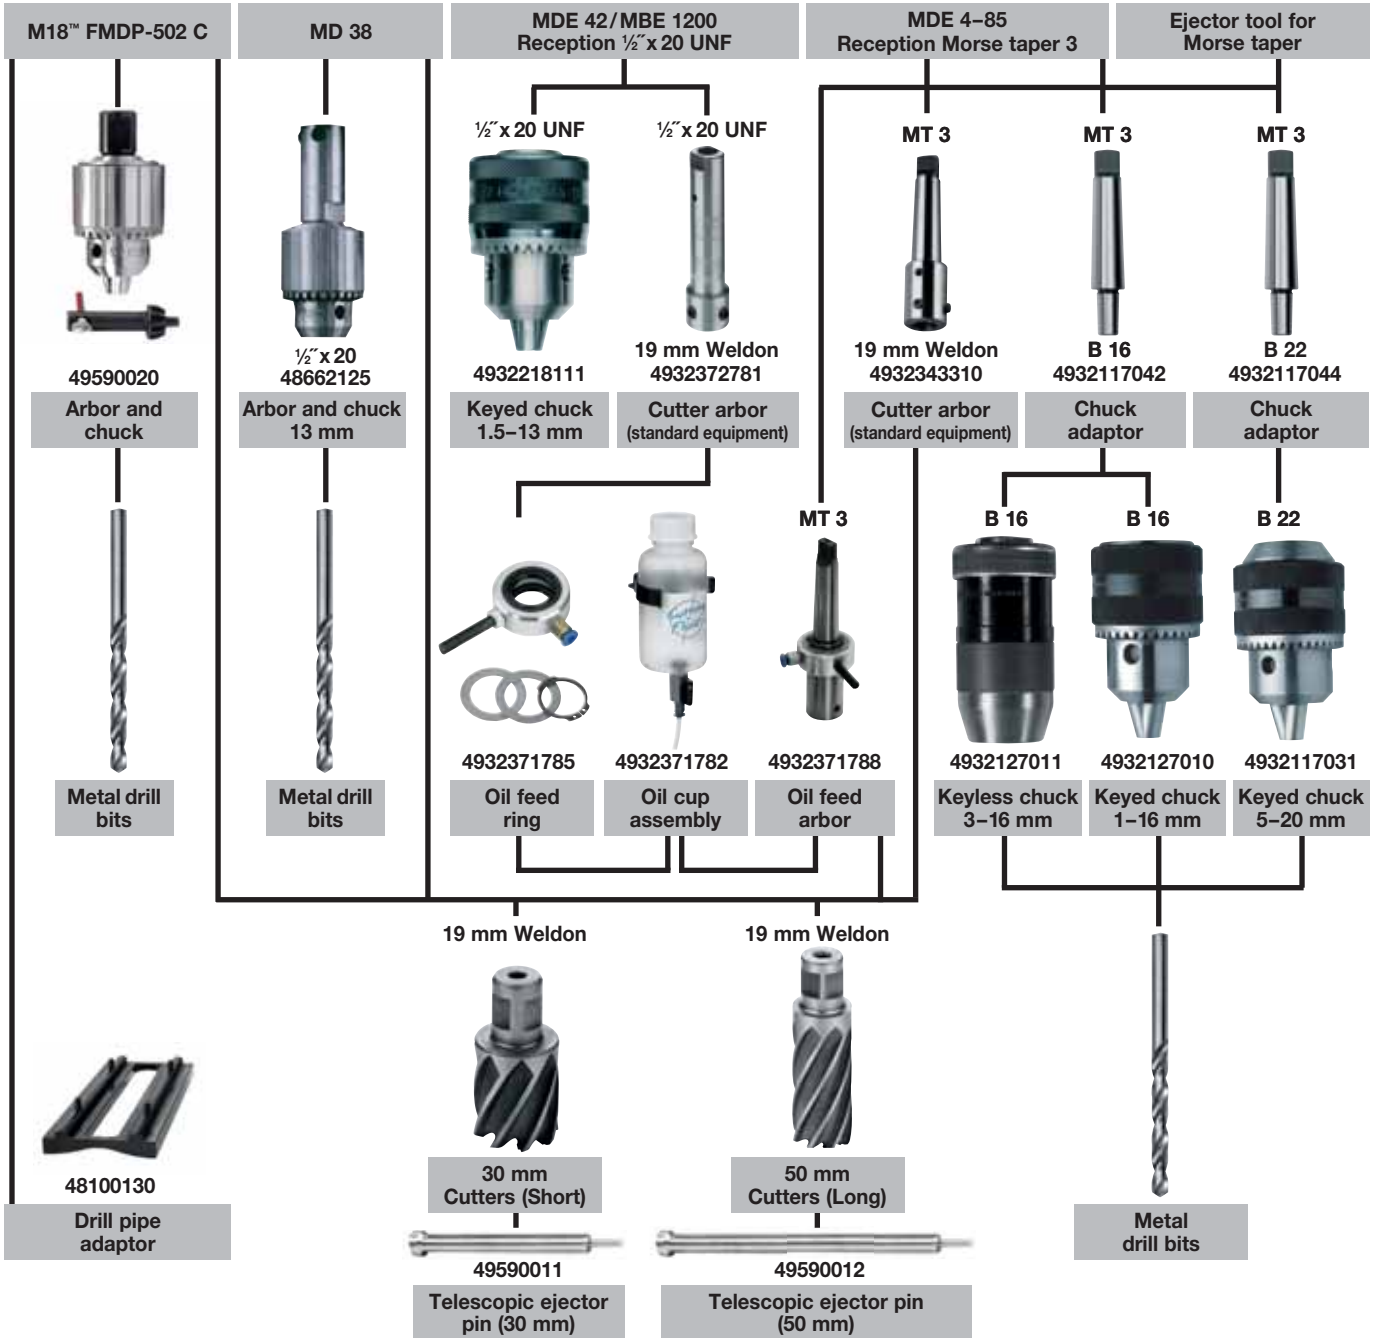 M18™ FMDP-502 C
MD 38
MDE 42/MBE 1200
Reception ½˝x 20 UNF
MDE 4–85
Reception Morse taper 3
Ejector tool for
Morse taper
½˝x 20 UNF
½˝x 20 UNF
MT 3
MT 3
MT 3
49590020
Arbor and
chuck
½˝x 20
48662125
Arbor and chuck
13 mm
4932218111
Keyed chuck
1.5–13 mm
19 mm Weldon
4932372781
Cutter arbor
(standard equipment)
19 mm Weldon
4932343310
Cutter arbor
(standard equipment)
B 16
4932117042
Chuck
adaptor
B 22
4932117044
Chuck
adaptor
MT 3
B 16
B 16
B 22
Metal drill
bits
Metal drill
bits
4932371785
Oil feed
ring
4932371782
Oil cup
assembly
4932371788
Oil feed
arbor
4932127011
Keyless chuck
3–16 mm
4932127010
Keyed chuck
1–16 mm
4932117031
Keyed chuck
5–20 mm
19 mm Weldon
19 mm Weldon
48100130
Drill pipe
adaptor
30 mm
Cutters (Short)
50 mm
Cutters (Long)
Metal
drill bits
49590011
Telescopic ejector
pin (30 mm)
49590012
Telescopic ejector pin
(50 mm)